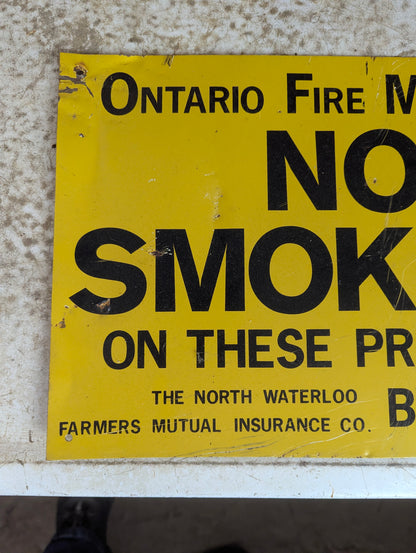 ONTARIO FIRE M
NO
SMOK
ON THESE PR
THE NORTH WATERLOO
FARMERS MUTUAL INSURANCE CO. B